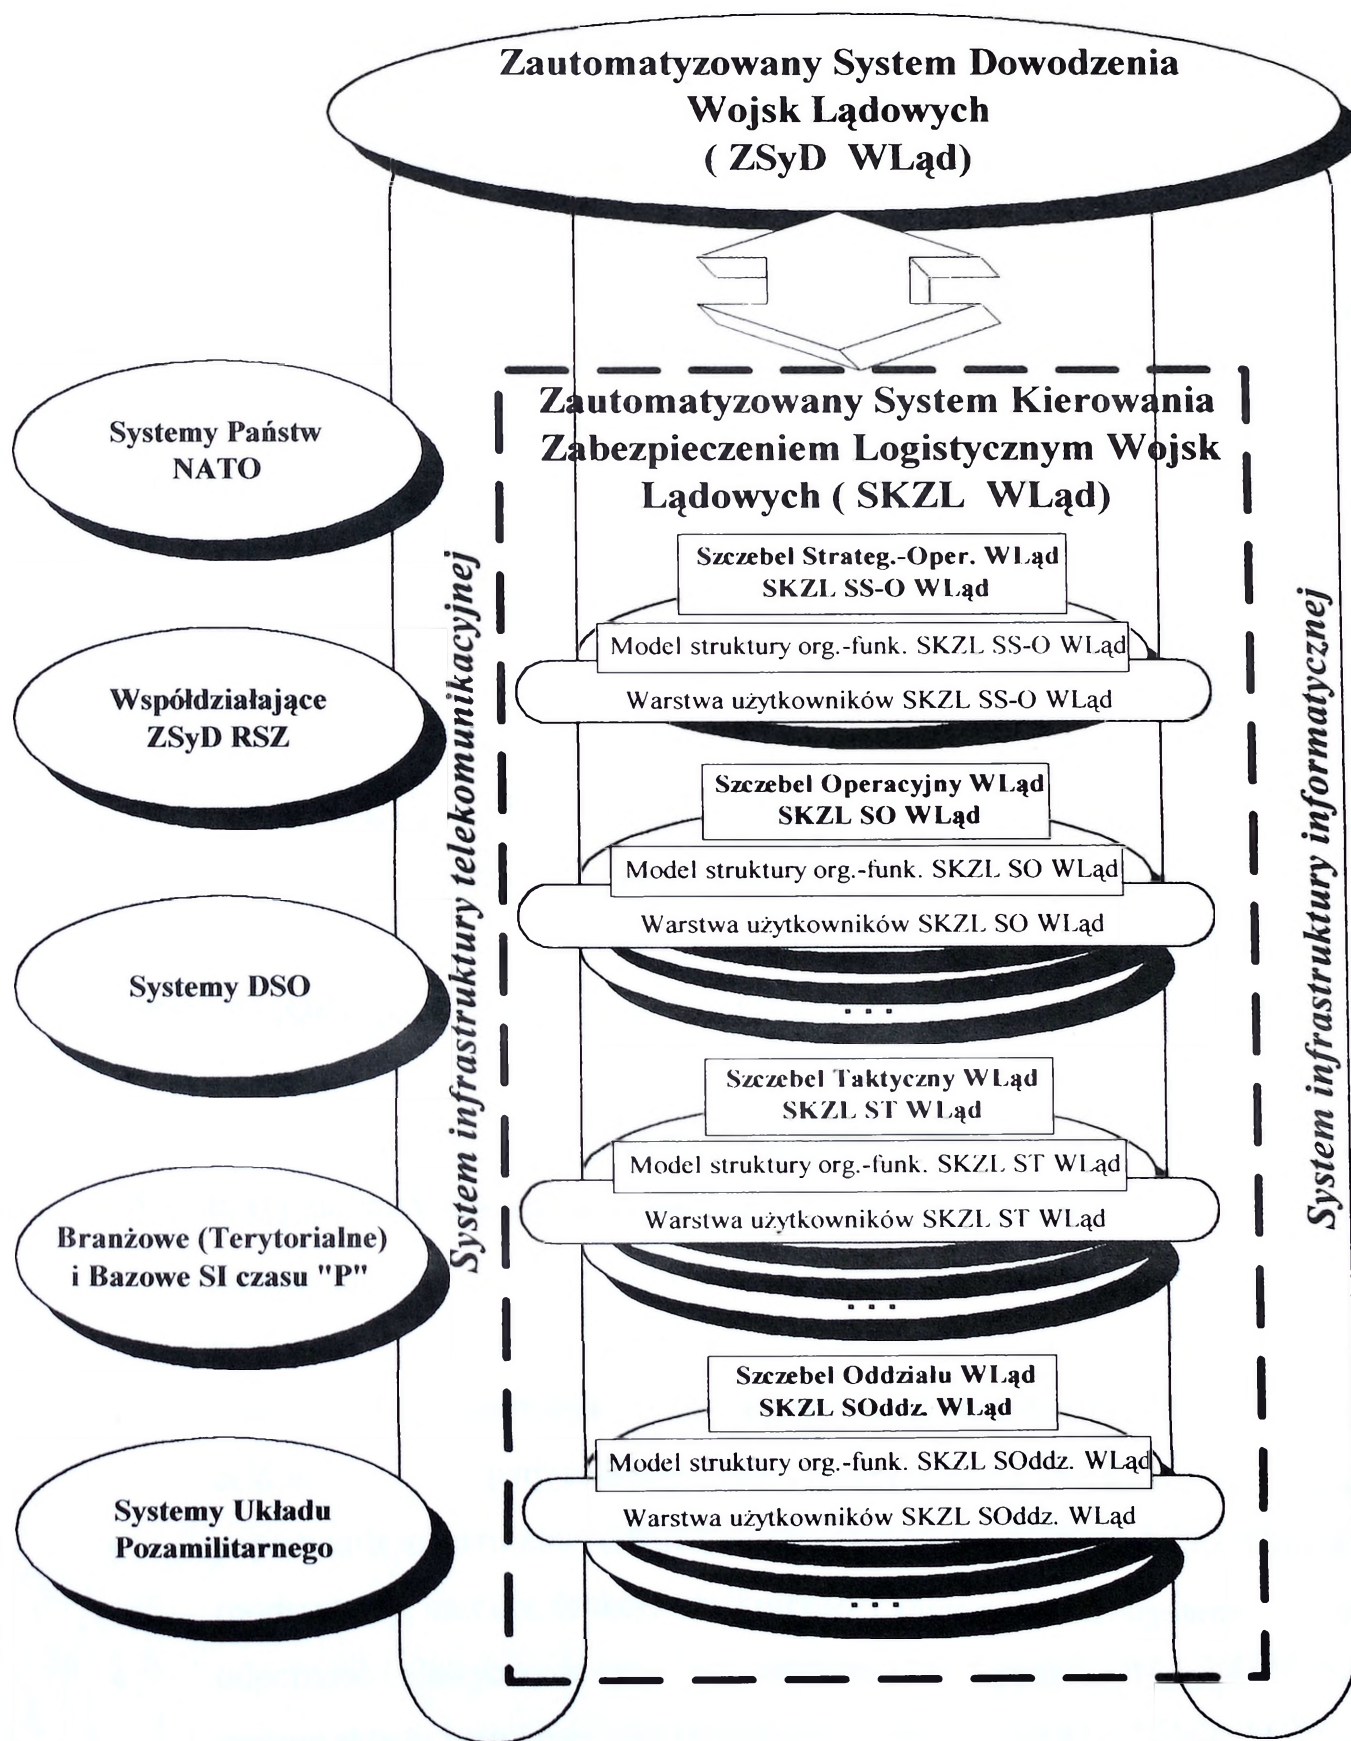 Zautomatyzowany System Dowodzenia
Wojsk Lądowych
( ZSyD WLąd)
Zautomatyzowany System Kierowania
Zabezpieczeniem Logistycznym Wojsk
Lądowych ( SKZL WLąd)
Systemy Państw
NATO
Współdziałające
ZSyD RSZ
Systemy DSO
Branżowe (Terytorialne)
i Bazowe SI czasu "P"
Systemy Układu
Pozamilitarnego
System infrastruktury telekomunikacyjnej
Szczebel Strateg.-Oper. WLąd
SKZL SS-O WLąd
Model struktury org.-funk. SKZL SS-O WLąd
Warstwa użytkowników SKZL SS-O WLąd
Szczebel Operacyjny WLąd
SKZL SO WLąd
Model struktury org.-funk. SKZL SO WLąd
Warstwa użytkowników SKZL SO WLąd
. . .
Szczebel Taktyczny WLąd
SKZL ST WLąd
Model struktury org.-funk. SKZL ST WLąd
Warstwa użytkowników SKZL ST WLąd
. . .
Szczebel Oddziału WLąd
SKZL SOddz. WLąd
Model struktury org.-funk. SKZL SOddz. WLąd
Warstwa użytkowników SKZL SOddz. WLąd
. . .
System infrastruktury informatycznej